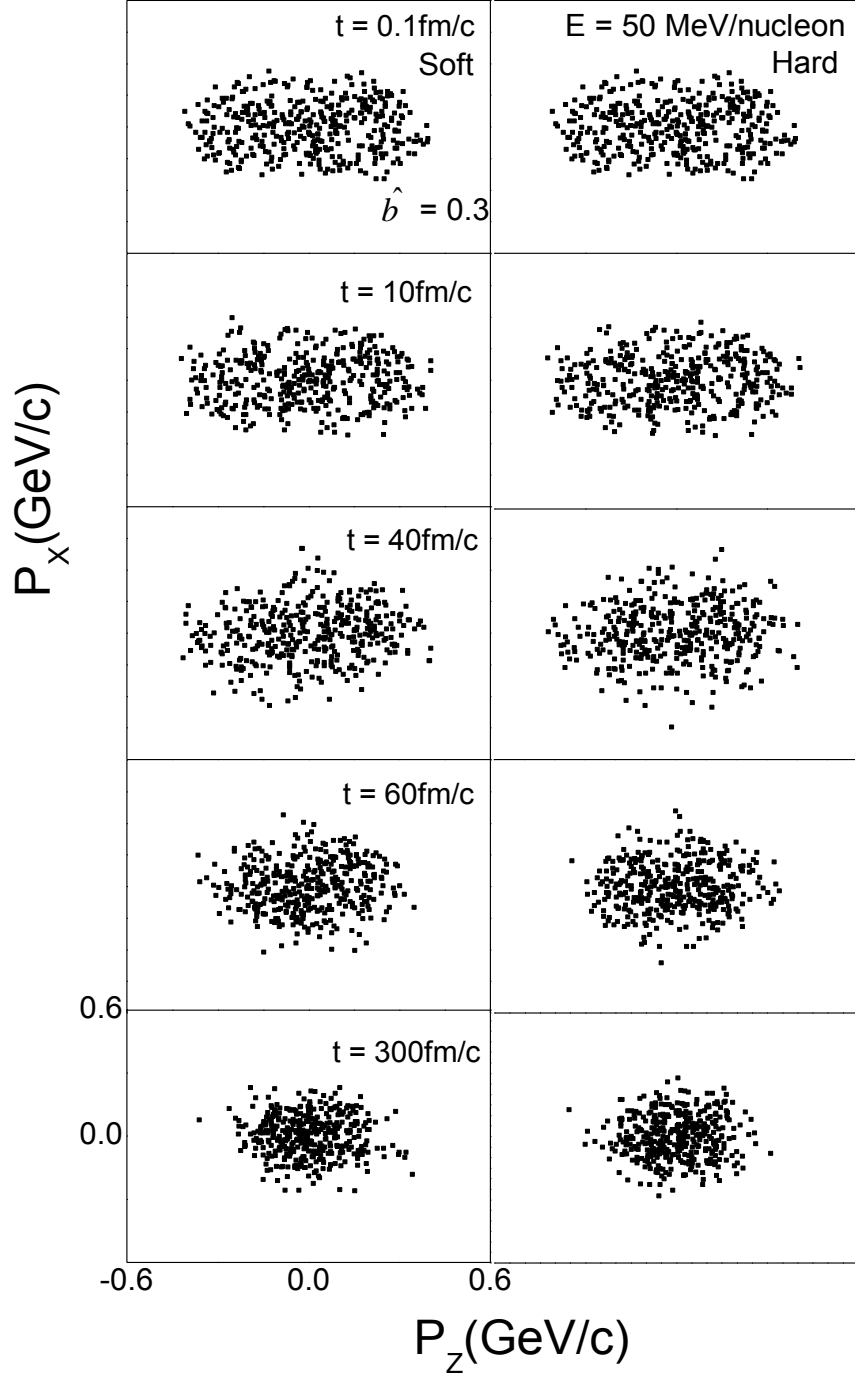 t = 0.1fm/c
Soft
E = 50 MeV/nucleon
Hard
b̂ = 0.3
t = 10fm/c
P_X(GeV/c)
t = 40fm/c
t = 60fm/c
0.6
t = 300fm/c
0.0
-0.6 0.0 0.6
P_Z(GeV/c)